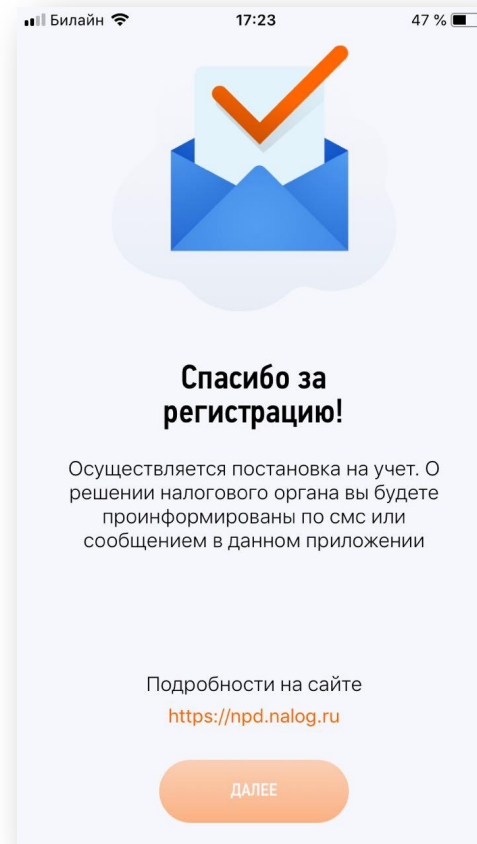 Билайн 17:23 47 %
Спасибо за
регистрацию!
Осуществляется постановка на учет. О
решении налогового органа вы будете
проинформированы по смс или
сообщением в данном приложении
Подробности на сайте
https://npd.nalog.ru
ДАЛЕЕ